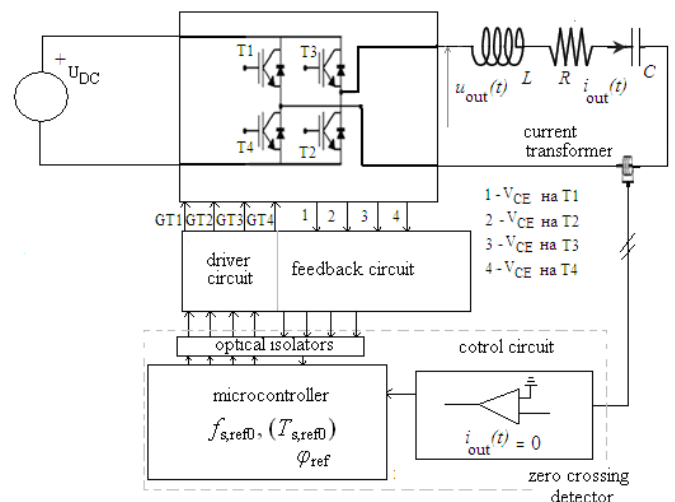 +
U_DC
T1
T3
T4
T2
u_out(t)
L
R
i_out(t)
C
current
transformer
GT1 GT2 GT3 GT4
1
2
3
4
1 - V_CE на T1
2 - V_CE на T2
3 - V_CE на T3
4 - V_CE на T4
driver
circuit
feedback circuit
optical isolators
cotrol circuit
microcontroller
f_s,ref0, (T_s,ref0)
φ_ref
i_out(t) = 0
zero crossing
detector